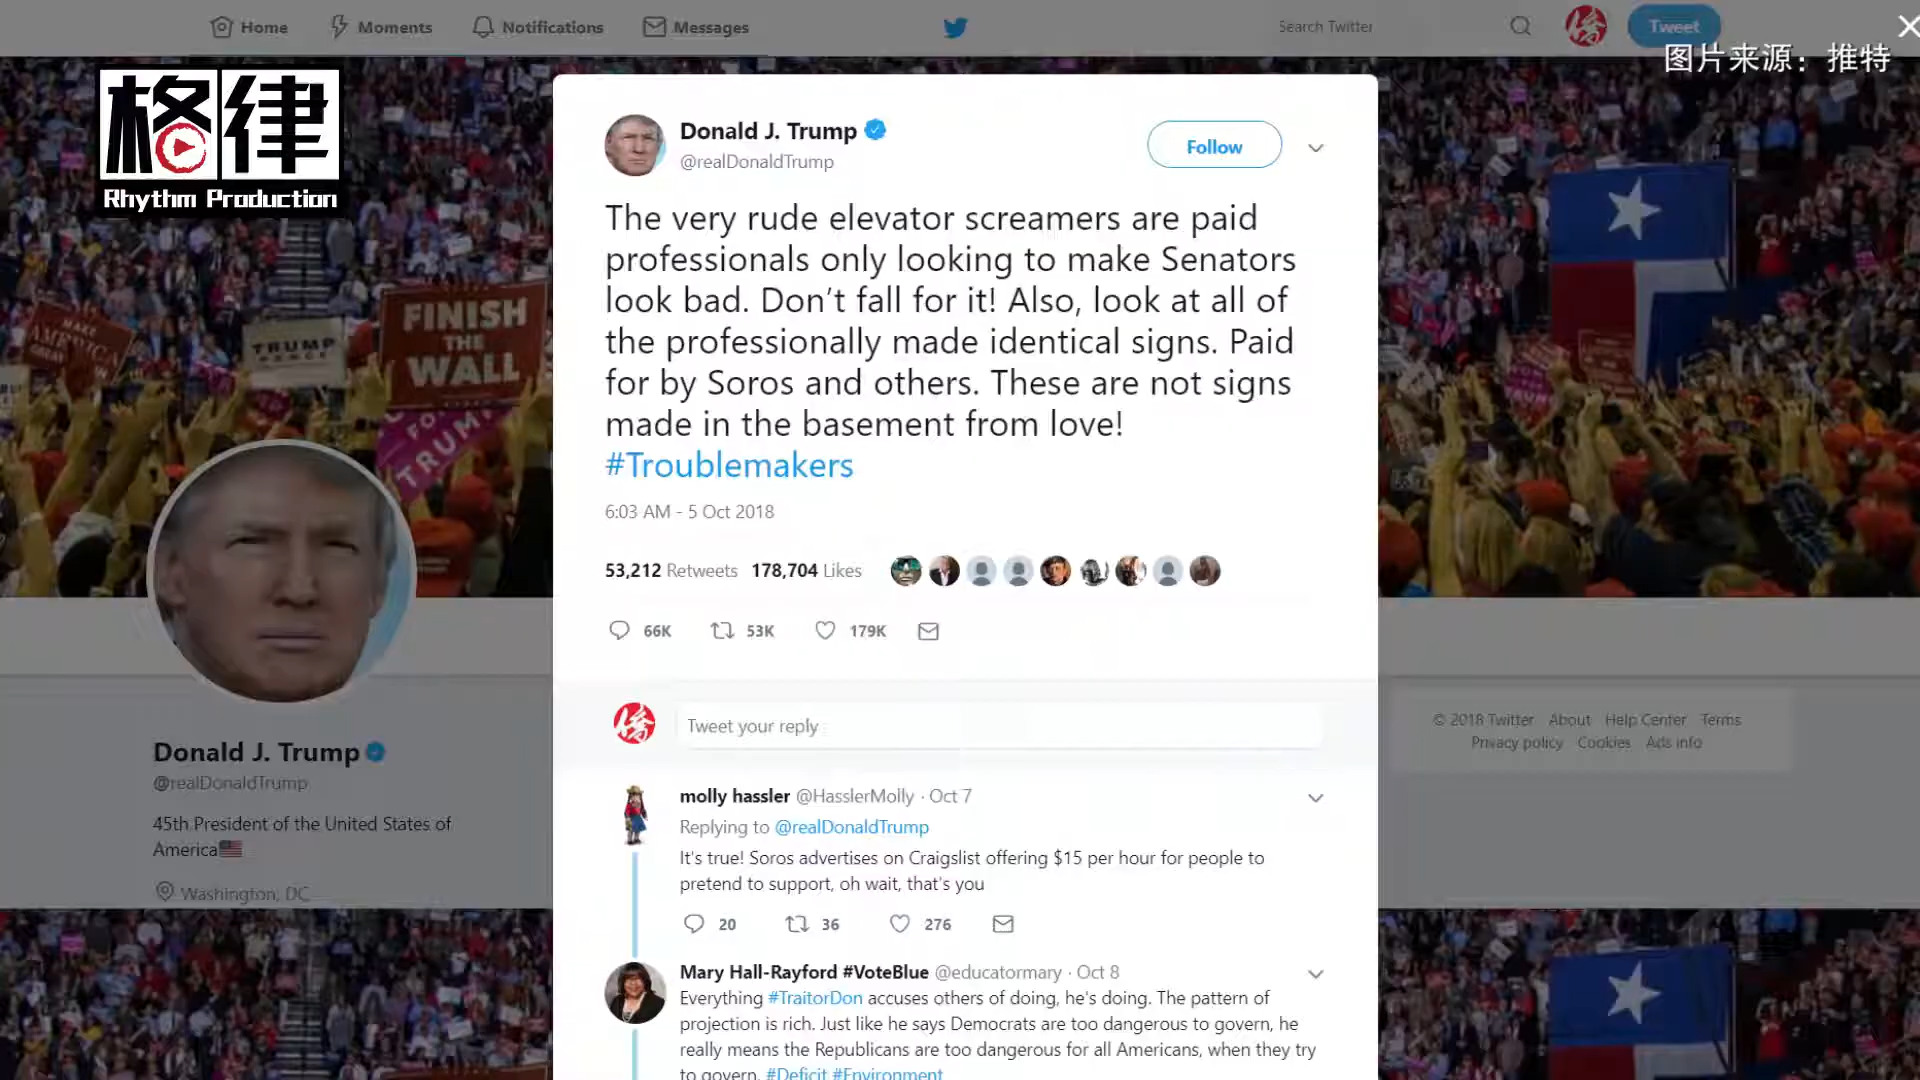 Home
Moments
Notifications
Messages
Search Twitter
Tweet
图片来源：推特
格律
Rhythm Production
Donald J. Trump
@realDonaldTrump
Follow
The very rude elevator screamers are paid
professionals only looking to make Senators
look bad. Don’t fall for it! Also, look at all of
the professionally made identical signs. Paid
for by Soros and others. These are not signs
made in the basement from love!
#Troublemakers
6:03 AM - 5 Oct 2018
53,212 Retweets 178,704 Likes
66K
53K
179K
侨
Tweet your reply
molly hassler @HasslerMolly · Oct 7
Replying to @realDonaldTrump
It's true! Soros advertises on Craigslist offering $15 per hour for people to
pretend to support, oh wait, that's you
20
36
276
Mary Hall-Rayford #VoteBlue @educatormary · Oct 8
Everything #TraitorDon accuses others of doing, he's doing. The pattern of
projection is rich. Just like he says Democrats are too dangerous to govern, he
really means the Republicans are too dangerous for all Americans, when they try
to govern. #Deficit #Environment
FINISH
THE
WALL
MAKE
AMERICA
TRUMP
PENCE
FOR
TRUMP
Donald J. Trump
@realDonaldTrump
45th President of the United States of
America
Washington, DC
© 2018 Twitter About Help Center Terms
Privacy policy Cookies Ads info